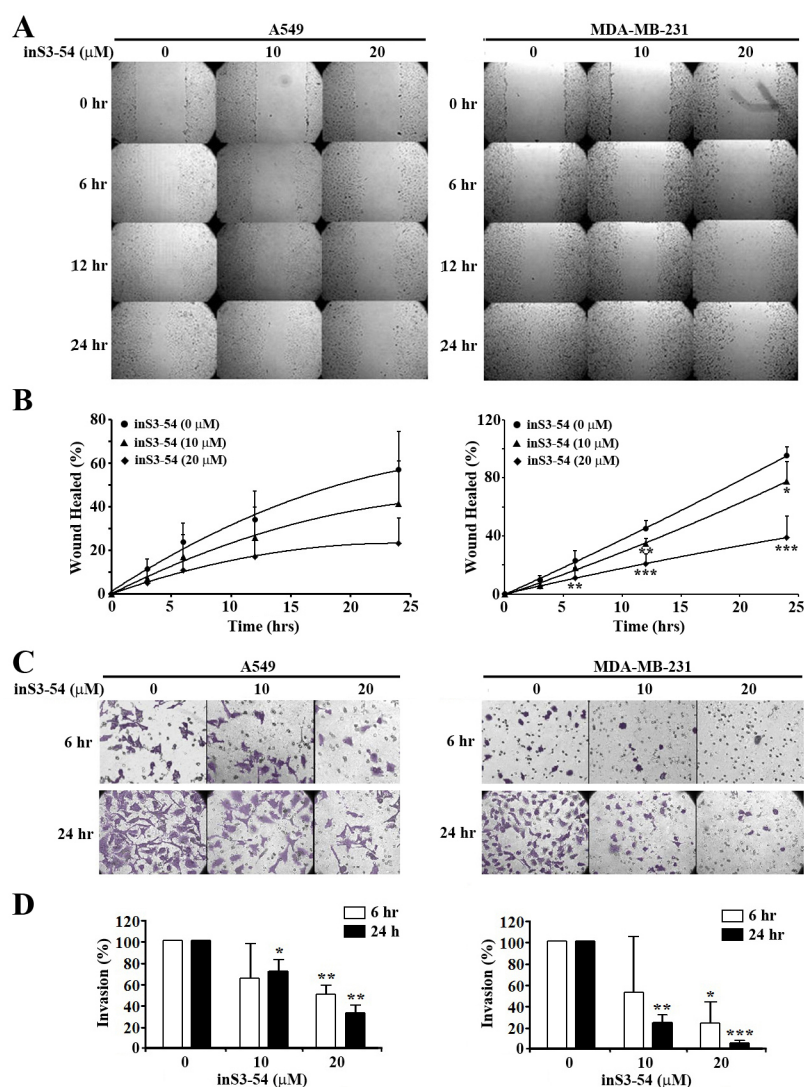 A
A549
MDA-MB-231
inS3-54 (μM)
0
10
20
0
10
20
0 hr
0 hr
6 hr
6 hr
12 hr
12 hr
24 hr
24 hr
B
80
60
40
20
0
Wound Healed (%)
inS3-54 (0 μM)
inS3-54 (10 μM)
inS3-54 (20 μM)
0 5 10 15 20 25
Time (hrs)
120
80
40
0
Wound Healed (%)
inS3-54 (0 μM)
inS3-54 (10 μM)
inS3-54 (20 μM)
*
**
***
**
***
0 5 10 15 20 25
Time (hrs)
C
A549
MDA-MB-231
inS3-54 (μM)
0
10
20
0
10
20
6 hr
6 hr
24 hr
24 hr
D
120
100
80
60
40
20
0
Invasion (%)
6 hr
24 h
*
**
**
0 10 20
inS3-54 (μM)
120
100
80
60
40
20
0
Invasion (%)
6 hr
24 hr
**
*
***
0 10 20
inS3-54 (μM)